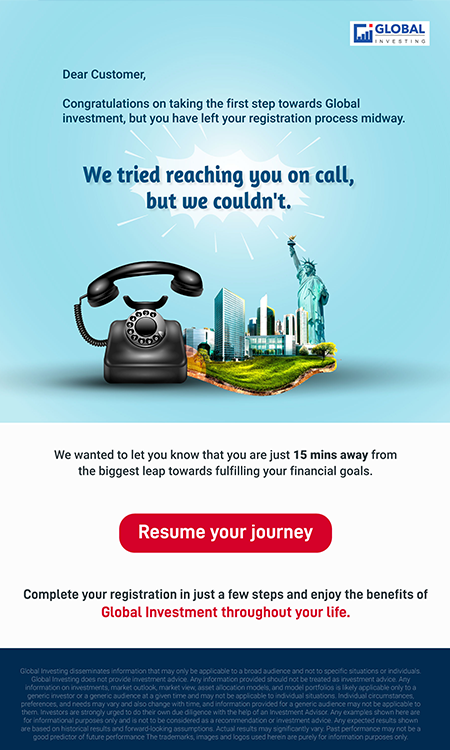 GLOBAL
INVESTING
Dear Customer,
Congratulations on taking the first step towards Global
investment, but you have left your registration process midway.
We tried reaching you on call,
but we couldn't.
We wanted to let you know that you are just 15 mins away from
the biggest leap towards fulfilling your financial goals.
Resume your journey
Complete your registration in just a few steps and enjoy the benefits of
Global Investment throughout your life.
Global Investing disseminates information that may only be applicable to a broad audience and not to specific situations or individuals.
Global Investing does not provide investment advice. Any information provided should not be treated as investment advice. Any
information on investments, market outlook, market view, asset allocation models, and model portfolios is likely applicable only to a
generic investor or a generic audience at a given time and may not be applicable to individual situations. Individual circumstances,
preferences, and needs may vary and also change with time, and information provided for a generic audience may not be applicable to
them. Investors are strongly urged to do their own due diligence with the help of an Investment Advisor. Any examples shown here are
for informational purposes only and is not to be considered as a recommendation or investment advice. Any expected results shown
are based on historical results and forward-looking assumptions. Actual results may significantly vary. Past performance may not be a
good predictor of future performance The trademarks, images and logos used herein are purely for information purposes only.